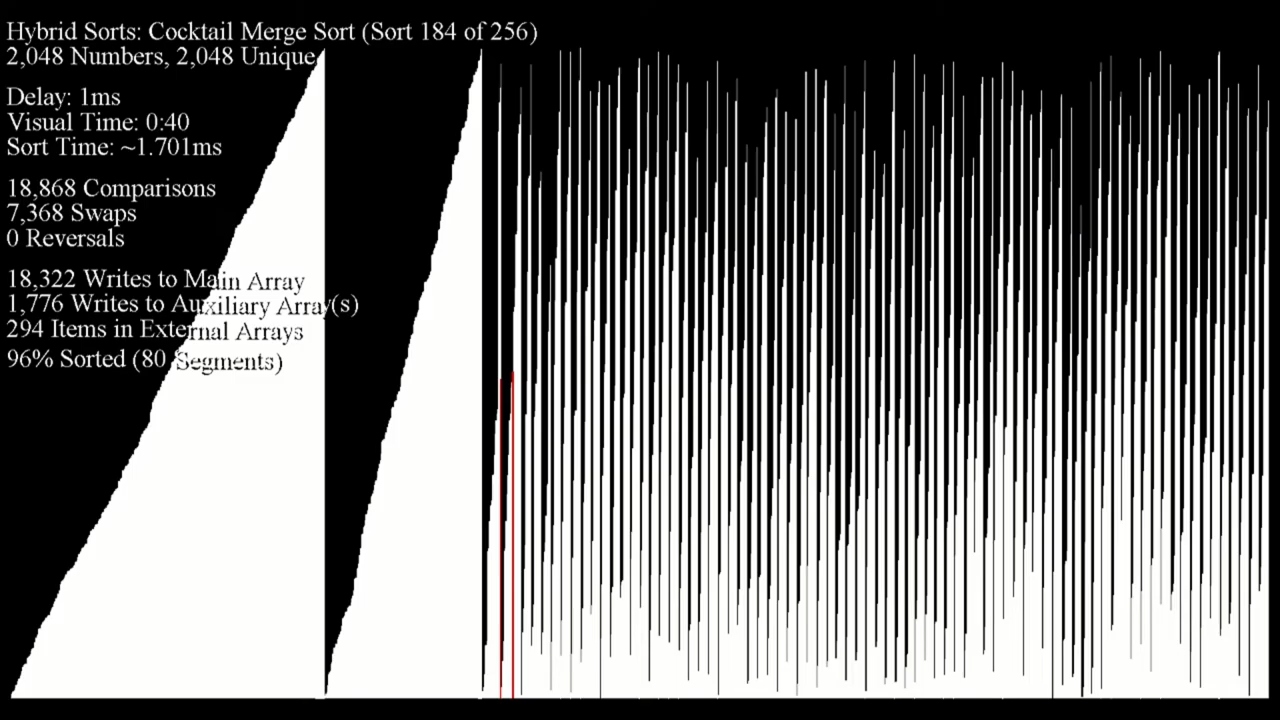 Hybrid Sorts: Cocktail Merge Sort (Sort 184 of 256)
2,048 Numbers, 2,048 Unique
Delay: 1ms
Visual Time: 0:40
Sort Time: ~1.701ms
18,868 Comparisons
7,368 Swaps
0 Reversals
18,322 Writes to Main Array
1,776 Writes to Auxiliary Array(s)
294 Items in External Arrays
96% Sorted (80 Segments)